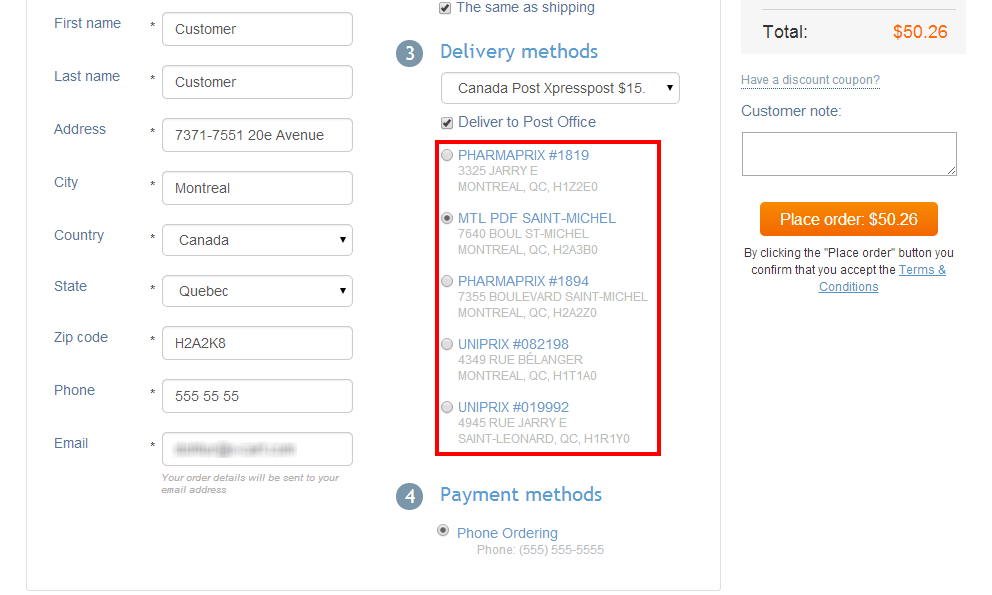 First name * Customer
Last name * Customer
Address * 7371-7551 20e Avenue
City * Montreal
Country * Canada
State * Quebec
Zip code * H2A2K8
Phone * 555 55 55
Email *
Your order details will be sent to your
email address
The same as shipping
3 Delivery methods
Canada Post Xpresspost $15.
Deliver to Post Office
PHARMAPRIX #1819
3325 JARRY E
MONTREAL, QC, H1Z2E0
MTL PDF SAINT-MICHEL
7640 BOUL ST-MICHEL
MONTREAL, QC, H2A3B0
PHARMAPRIX #1894
7355 BOULEVARD SAINT-MICHEL
MONTREAL, QC, H2A2Z0
UNIPRIX #082198
4349 RUE BÉLANGER
MONTREAL, QC, H1T1A0
UNIPRIX #019992
4945 RUE JARRY E
SAINT-LEONARD, QC, H1R1Y0
4 Payment methods
Phone Ordering
Phone: (555) 555-5555
Total: $50.26
Have a discount coupon?
Customer note:
Place order: $50.26
By clicking the "Place order" button you
confirm that you accept the Terms &
Conditions